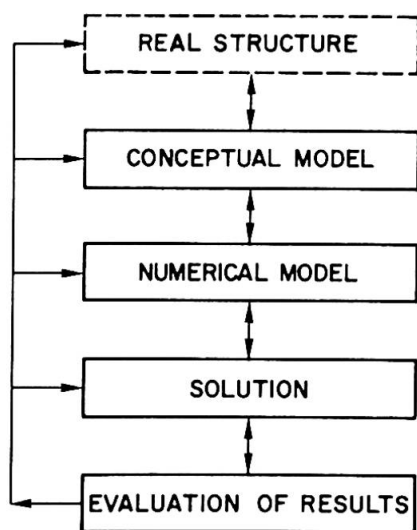 REAL STRUCTURE
CONCEPTUAL MODEL
NUMERICAL MODEL
SOLUTION
EVALUATION OF RESULTS